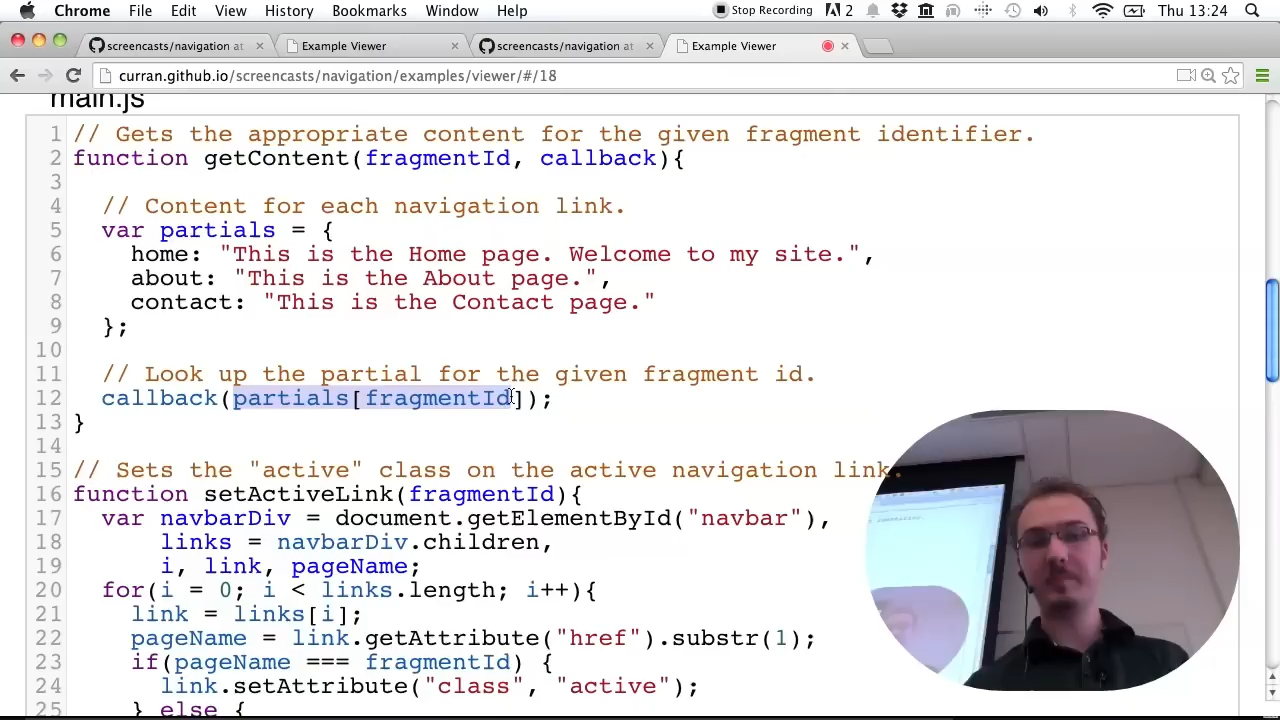 Chrome File Edit View History Bookmarks Window Help Stop Recording 2 Thu 13:24
screencasts/navigation at × Example Viewer × screencasts/navigation at × Example Viewer ×
curran.github.io/screencasts/navigation/examples/viewer/#/18
main.js
1 // Gets the appropriate content for the given fragment identifier.
2 function getContent(fragmentId, callback){
3
4 // Content for each navigation link.
5 var partials = {
6 home: "This is the Home page. Welcome to my site.",
7 about: "This is the About page.",
8 contact: "This is the Contact page."
9 };
10
11 // Look up the partial for the given fragment id.
12 callback(partials[fragmentId]);
13 }
14
15 // Sets the "active" class on the active navigation link.
16 function setActiveLink(fragmentId){
17 var navbarDiv = document.getElementById("navbar"),
18 links = navbarDiv.children,
19 i, link, pageName;
20 for(i = 0; i < links.length; i++){
21 link = links[i];
22 pageName = link.getAttribute("href").substr(1);
23 if(pageName === fragmentId) {
24 link.setAttribute("class", "active");
25 } else {